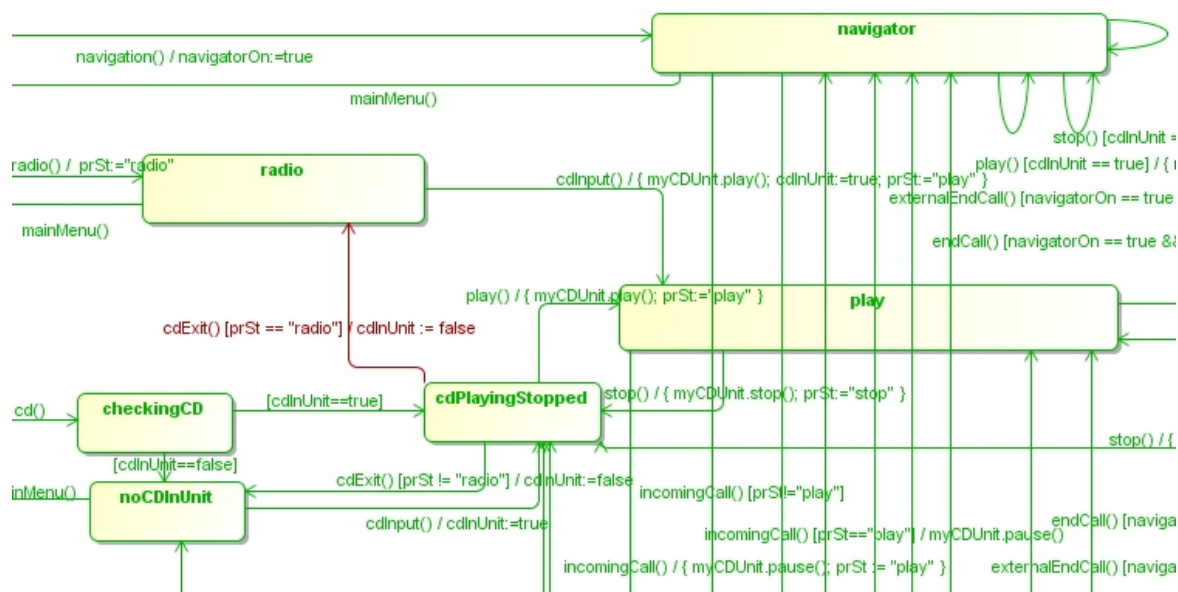 navigator
navigation() / navigatorOn:=true
mainMenu()
stop() [cdInUnit =
radio() / prSt:="radio"
radio
play() [cdInUnit == true] / {
cdInput() / { myCDUnit.play(); cdInUnit:=true; prSt:="play" }
externalEndCall() [navigatorOn == true
mainMenu()
endCall() [navigatorOn == true &&
play() / { myCDUnit.play(); prSt:="play" }
play
cdExit() [prSt == "radio"] / cdInUnit := false
stop() / { myCDUnit.stop(); prSt:="stop" }
cdPlayingStopped
checkingCD
[cdInUnit==true]
cd()
stop() / {
[cdInUnit==false]
cdExit() [prSt != "radio"] / cdInUnit:=false
inMenu()
noCDInUnit
incomingCall() [prSt!="play"]
cdInput() / cdInUnit:=true
endCall() [naviga
incomingCall() [prSt=="play"] / myCDUnit.pause()
incomingCall() / { myCDUnit.pause(); prSt := "play" }
externalEndCall() [naviga